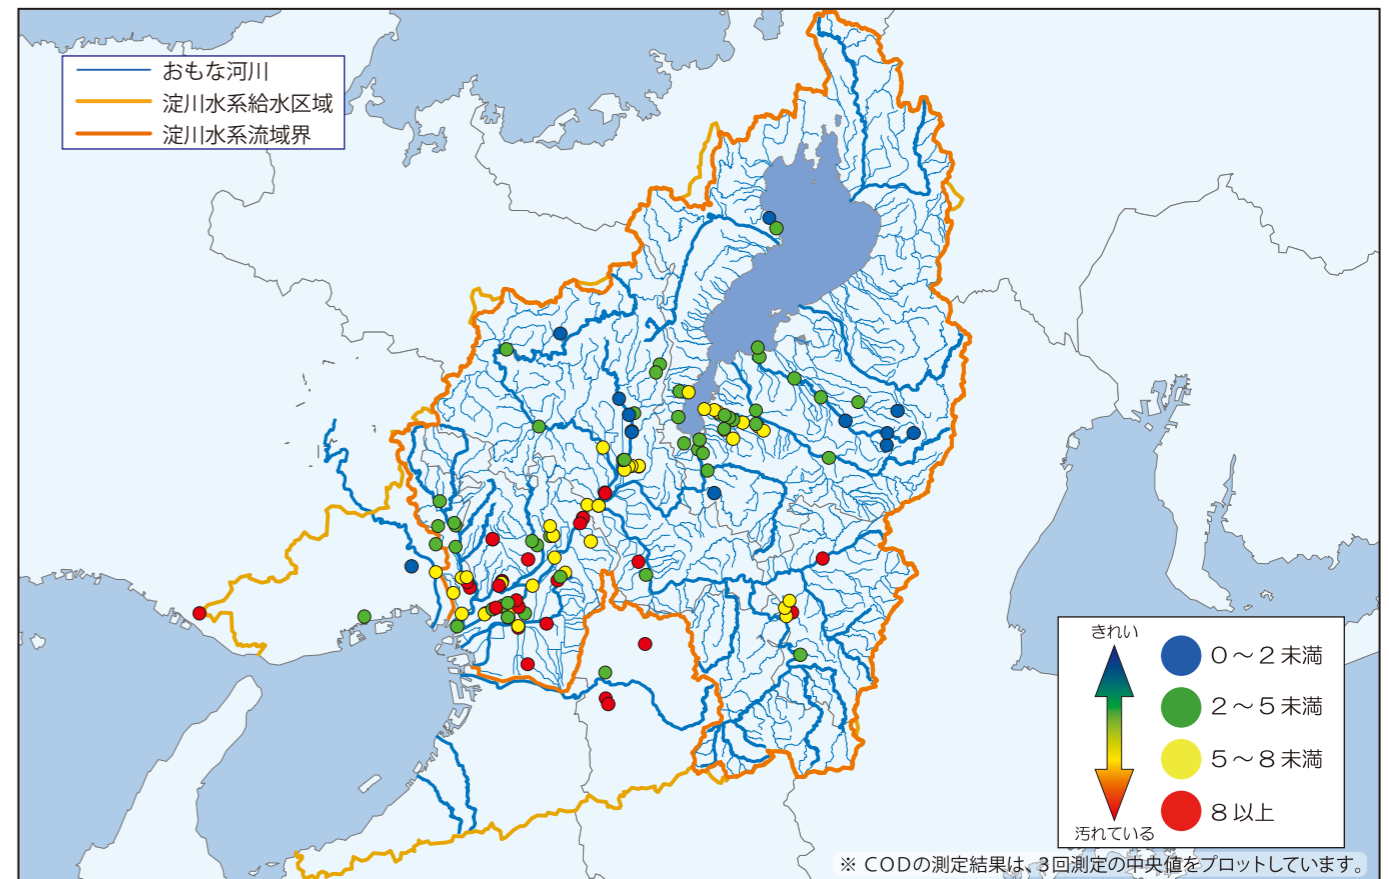 おもな河川
淀川水系給水区域
淀川水系流域界
きれい
0～2未満
2～5未満
5～8未満
8以上
汚れている
※ CODの測定結果は、3回測定の中央値をプロットしています。